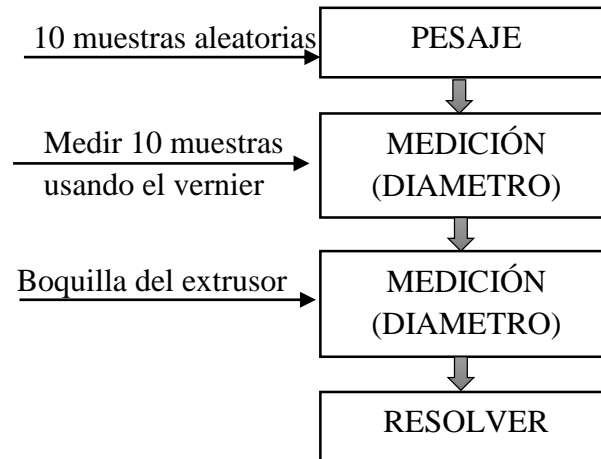 10 muestras aleatorias
PESAJE
Medir 10 muestras
usando el vernier
MEDICIÓN
(DIAMETRO)
Boquilla del extrusor
MEDICIÓN
(DIAMETRO)
RESOLVER